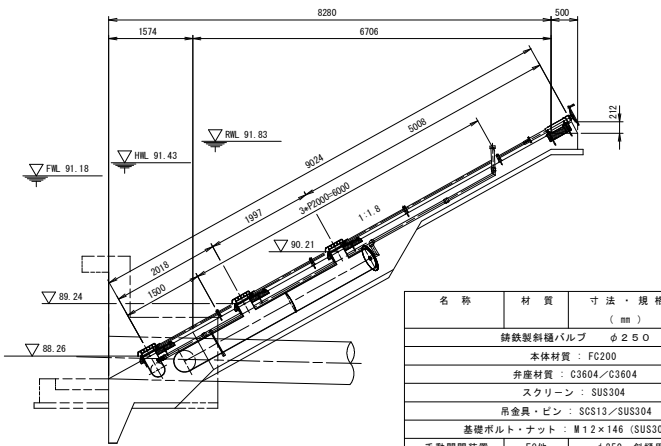 8280
500
1574
6706
212
RWL 91.83
HWL 91.43
FWL 91.18
5008
9024
3*P2000=6000
1997
1:1.8
2018
1500
90.21
89.24
88.26
名 称 材 質 寸 法 ・ 規 格
( mm )
鋳鉄製斜樋バルブ φ250
本体材質 : FC200
弁座材質 : C3604/C3604
スクリーン : SUS304
吊金具・ピン : SCS13/SUS304
基礎ボルト・ナット : M12×146 (SUS30